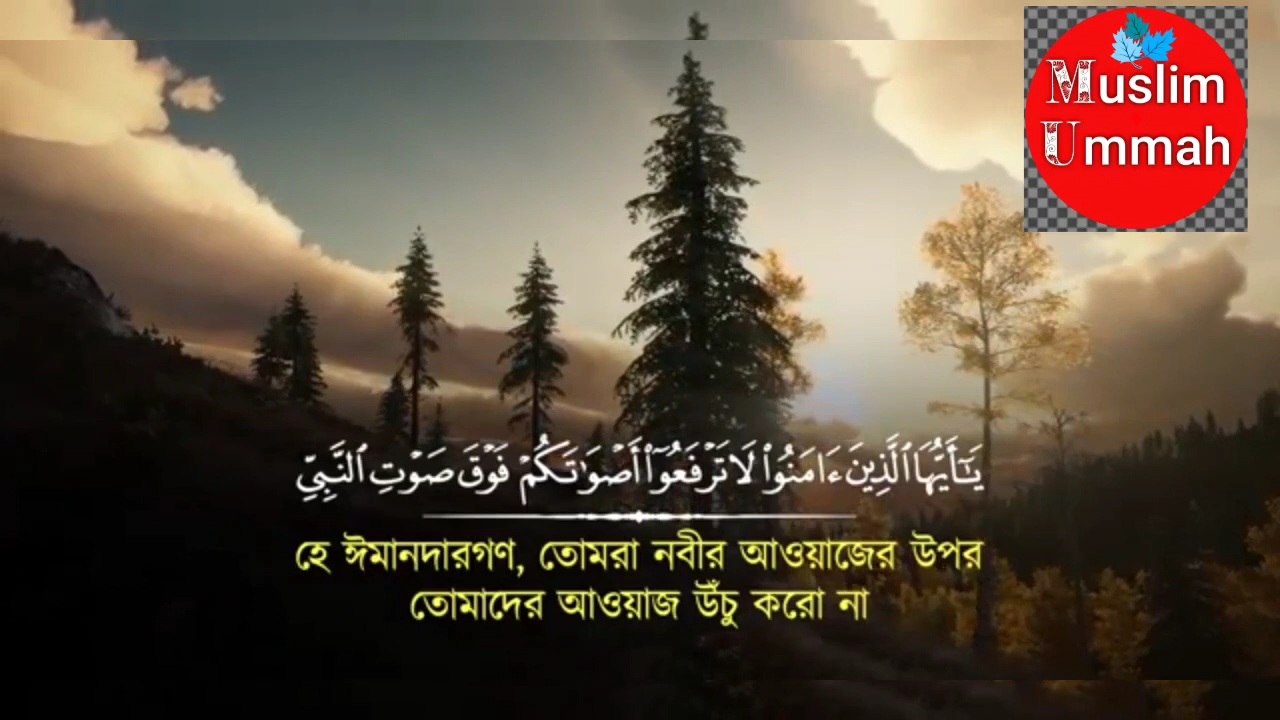 Muslim
Ummah
يَٰٓأَيُّهَا ٱلَّذِينَ ءَامَنُوا۟ لَا تَرْفَعُوٓا۟ أَصْوَٰتَكُمْ فَوْقَ صَوْتِ ٱلنَّبِىِّ
হে ঈমানদারগণ, তোমরা নবীর আওয়াজের উপর
তোমাদের আওয়াজ উঁচু করো না